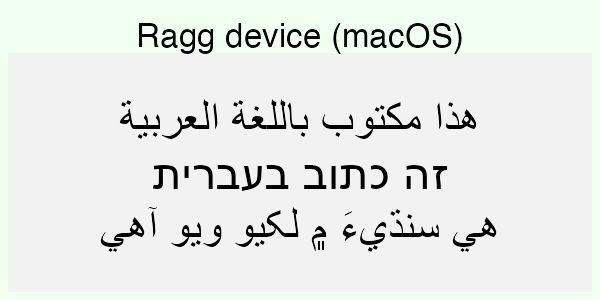 Ragg device (macOS)
هذا مكتوب باللغة العربية
זה כתוב בעברית
هي سنڌيءَ ۾ لکيو ويو آهي